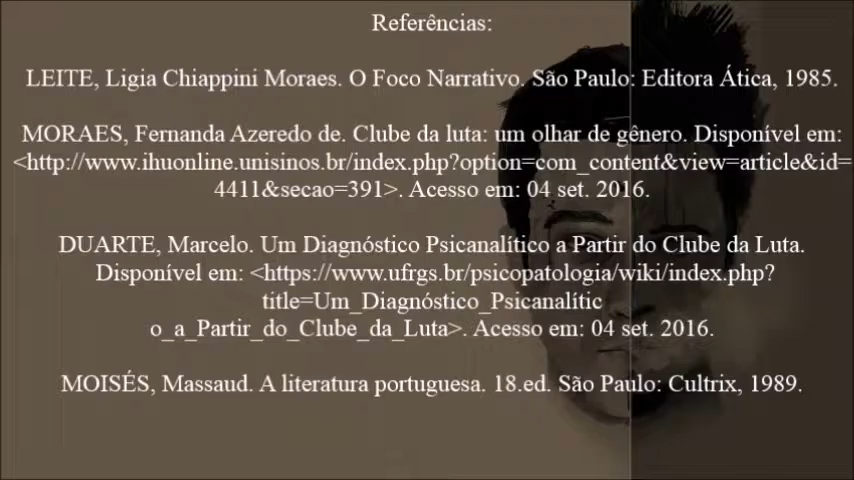 Referências:
LEITE, Ligia Chiappini Moraes. O Foco Narrativo. São Paulo: Editora Ática, 1985.
MORAES, Fernanda Azeredo de. Clube da luta: um olhar de gênero. Disponível em:
<http://www.ihuonline.unisinos.br/index.php?option=com_content&view=article&id=
4411&secao=391>. Acesso em: 04 set. 2016.
DUARTE, Marcelo. Um Diagnóstico Psicanalítico a Partir do Clube da Luta.
Disponível em: <https://www.ufrgs.br/psicopatologia/wiki/index.php?
title=Um_Diagnóstico_Psicanalític
o_a_Partir_do_Clube_da_Luta>. Acesso em: 04 set. 2016.
MOISÉS, Massaud. A literatura portuguesa. 18.ed. São Paulo: Cultrix, 1989.